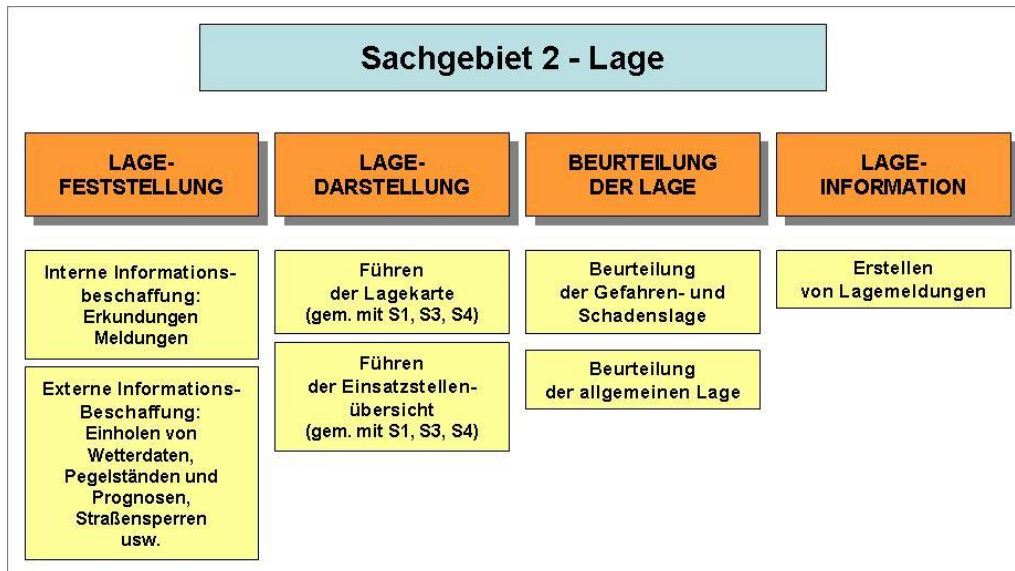 Sachgebiet 2 - Lage
LAGE-
FESTSTELLUNG
Interne Informations-
beschaffung:
Erkundungen
Meldungen
Externe Informations-
Beschaffung:
Einholen von
Wetterdaten,
Pegelständen und
Prognosen,
Straßensperren
usw.
LAGE-
DARSTELLUNG
Führen
der Lagekarte
(gem. mit S1, S3, S4)
Führen
der Einsatzstellen-
übersicht
(gem. mit S1, S3, S4)
BEURTEILUNG
DER LAGE
Beurteilung
der Gefahren- und
Schadenslage
Beurteilung
der allgemeinen Lage
LAGE-
INFORMATION
Erstellen
von Lagemeldungen